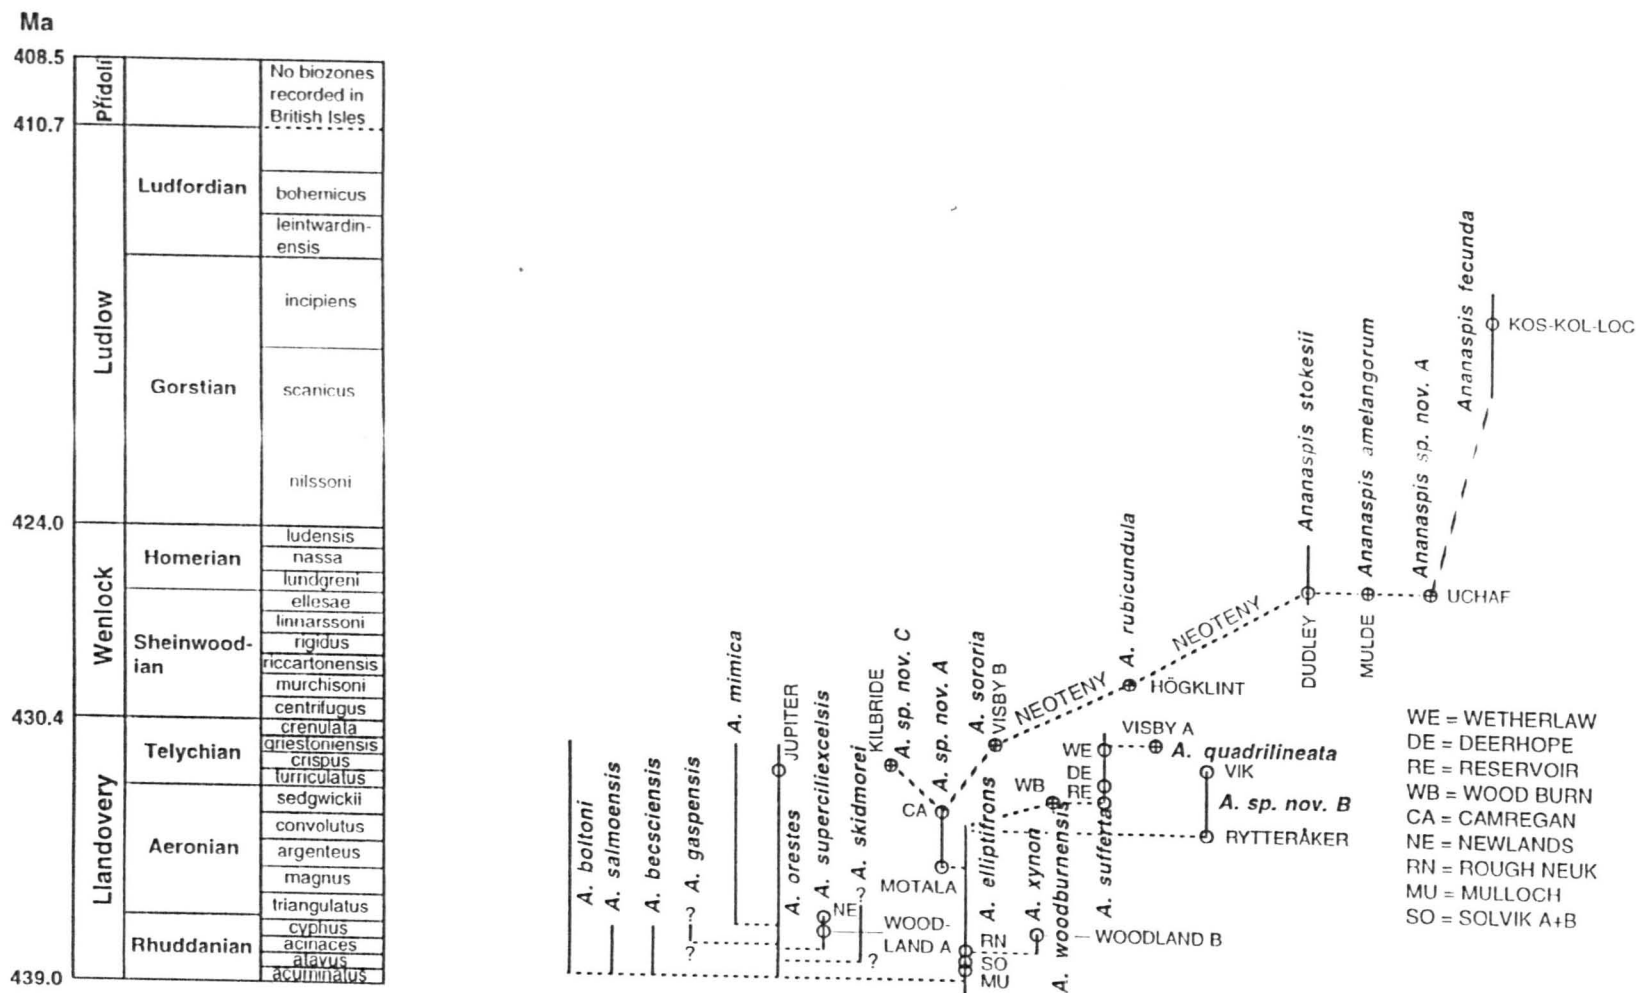 Ma
408.5
410.7
424.0
430.4
439.0
Přídolí
Ludlow
Wenlock
Llandovery
Ludfordian
Gorstian
Homerian
Sheinwood-
ian
Telychian
Aeronian
Rhuddanian
No biozones
recorded in
British Isles
bohemicus
leintwardin-
ensis
incipiens
scanicus
nilssoni
ludensis
nassa
lundgreni
ellesae
linnarssoni
rigidus
riccartonensis
murchisoni
centrifugus
crenulata
griestoniensis
crispus
turriculatus
sedgwickii
convolutus
argenteus
magnus
triangulatus
cyphus
acinaces
atavus
acuminatus
A. boltoni
A. salmoensis
A. becsciensis
? A. gaspensis
?
A. mimica
JUPITER
A. orestes
A. superciliexcelsis
NE
WOOD-
LAND A
? A. skidmorei
?
KILBRIDE
A. sp. nov. C
A. sp. nov. A
CA
MOTALA
A. sororia
VISBY B
NEOTENY
A. elliptifrons
RN
SO
MU
A. xynon
WOODLAND B
WB
A. woodburnensis
WE
DE
RE
A. sufferta
VISBY A
A. quadrilineata
VIK
A. sp. nov. B
RYTTERÅKER
A. rubicundula
HÖGKLINT
NEOTENY
Ananaspis stokesii
DUDLEY
Ananaspis amelangorum
MULDE
Ananaspis sp. nov. A
UCHAF
Ananaspis fecunda
KOS-KOL-LOC
WE = WETHERLAW
DE = DEERHOPE
RE = RESERVOIR
WB = WOOD BURN
CA = CAMREGAN
NE = NEWLANDS
RN = ROUGH NEUK
MU = MULLOCH
SO = SOLVIK A+B